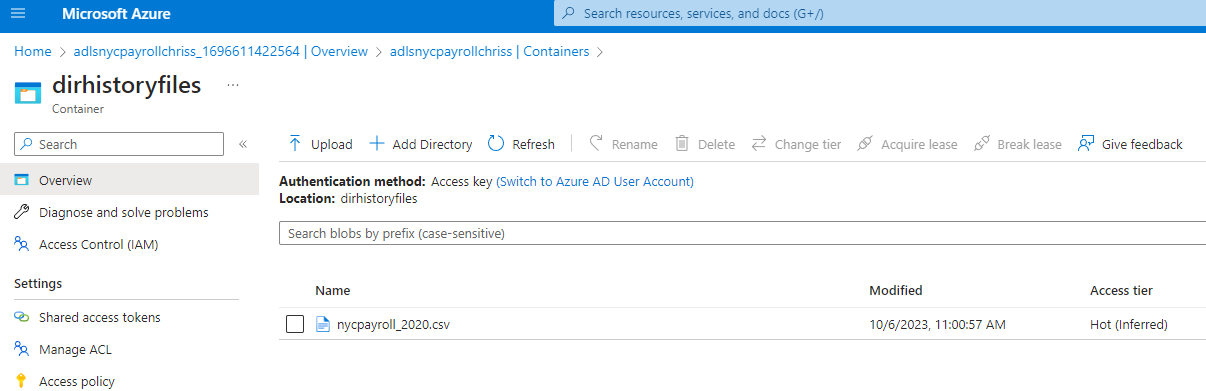 Microsoft Azure
Search resources, services, and docs (G+/)
Home > adlsnycpayrollchriss_1696611422564 | Overview > adlsnycpayrollchriss | Containers >
dirhistoryfiles ...
Container
Search «
Upload Add Directory Refresh Rename Delete Change tier Acquire lease Break lease Give feedback
Overview
Diagnose and solve problems
Access Control (IAM)
Settings
Shared access tokens
Manage ACL
Access policy
Authentication method: Access key (Switch to Azure AD User Account)
Location: dirhistoryfiles
Search blobs by prefix (case-sensitive)
Name Modified Access tier
nycpayroll_2020.csv 10/6/2023, 11:00:57 AM Hot (Inferred)